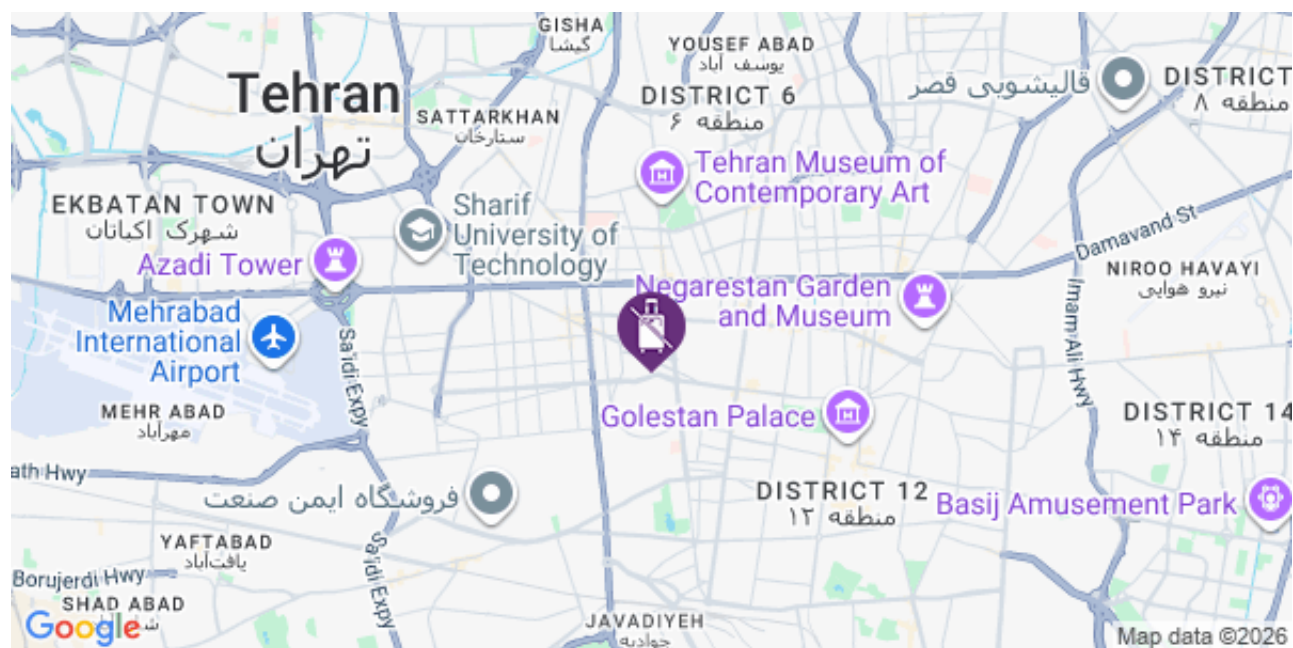 GISHA
گیشا
YOUSEF ABAD
یوسف آباد
Tehran
تهران
SATTARKHAN
ستارخان
DISTRICT 6
منطقه ۶
قالیشویی قصر
DISTRICT
منطقه ۸
Tehran Museum of
Contemporary Art
EKBATAN TOWN
شهرک اکباتان
Sharif
University of
Technology
Azadi Tower
Damavand St
NIROO HAVAYI
نیرو هوایی
Negarestan Garden
and Museum
Mehrabad
International
Airport
Sa'idi Expy
Imam Ali Hwy
MEHR ABAD
مهرآباد
Golestan Palace
DISTRICT 14
منطقه ۱۴
ath Hwy
فروشگاه ایمن صنعت
DISTRICT 12
منطقه ۱۲
Basij Amusement Park
YAFTABAD
یافت‌آباد
Sa'idi Expy
Borujerdi Hwy
SHAD ABAD
JAVADIYEH
جوادیه
Google
Map data ©2026